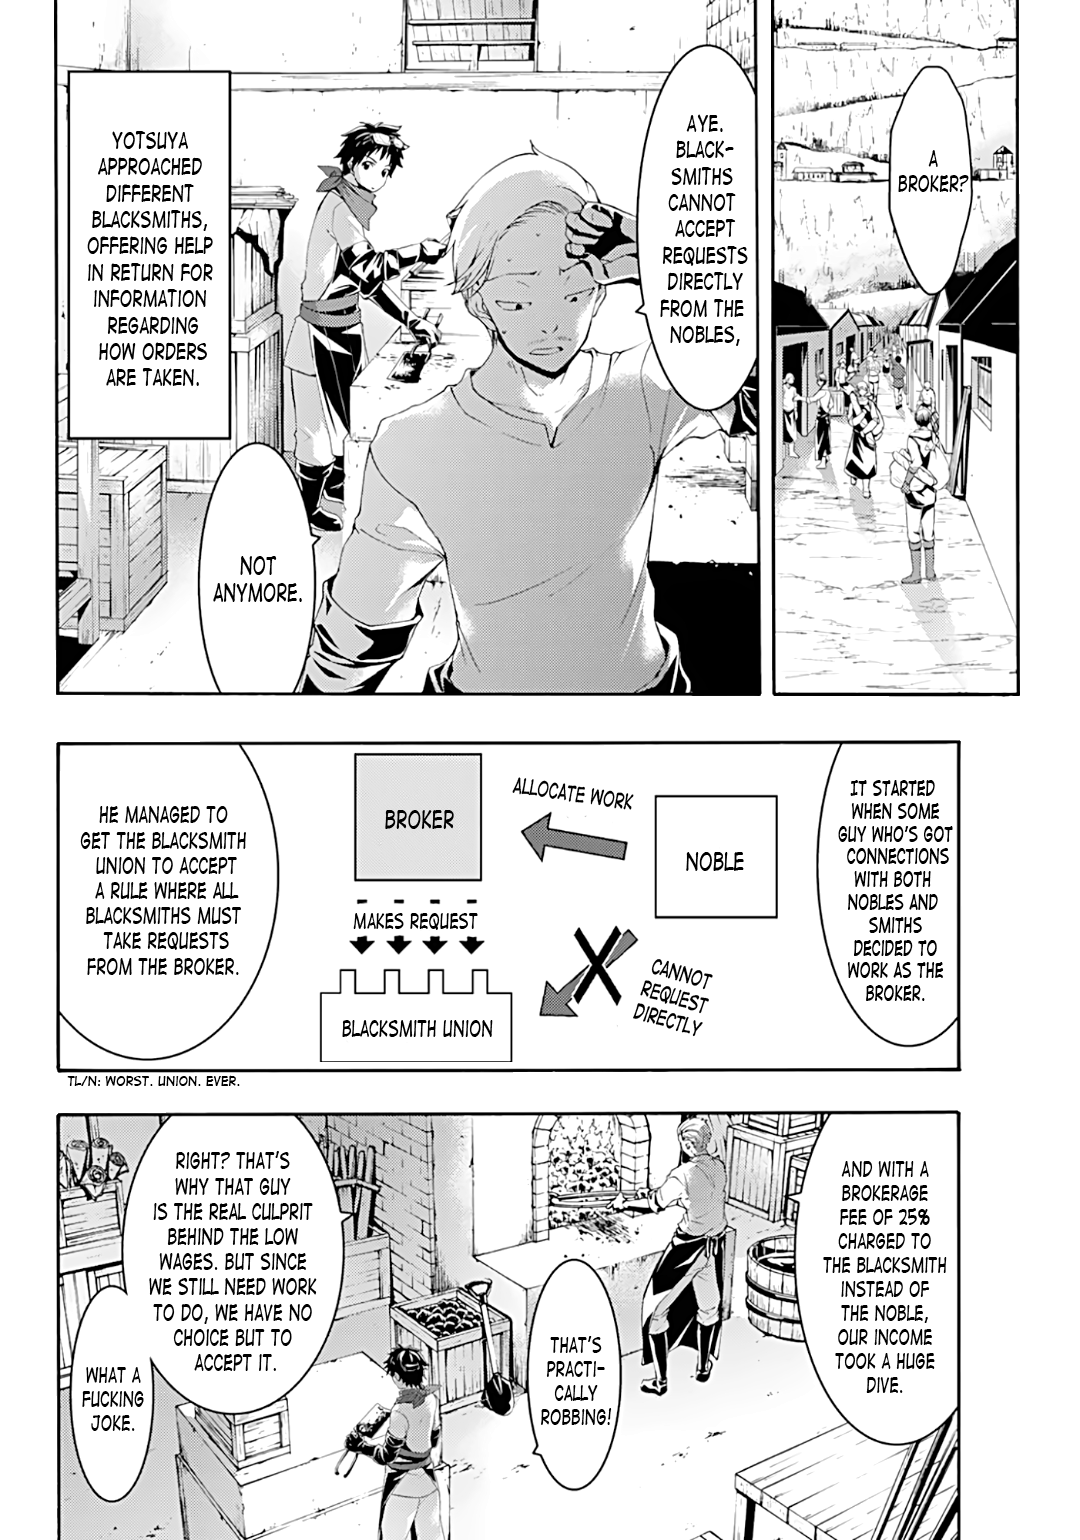 A
BROKER?
AYE.
BLACK-
SMITHS
CANNOT
ACCEPT
REQUESTS
DIRECTLY
FROM THE
NOBLES,
YOTSUYA
APPROACHED
DIFFERENT
BLACKSMITHS,
OFFERING HELP
IN RETURN FOR
INFORMATION
REGARDING
HOW ORDERS
ARE TAKEN.
NOT
ANYMORE.
IT STARTED
WHEN SOME
GUY WHO'S GOT
CONNECTIONS
WITH BOTH
NOBLES AND
SMITHS
DECIDED TO
WORK AS THE
BROKER.
NOBLE
ALLOCATE WORK
BROKER
MAKES REQUEST
CANNOT
REQUEST
DIRECTLY
BLACKSMITH UNION
HE MANAGED TO
GET THE BLACKSMITH
UNION TO ACCEPT
A RULE WHERE ALL
BLACKSMITHS MUST
TAKE REQUESTS
FROM THE BROKER.
TL/N: WORST. UNION. EVER.
AND WITH A
BROKERAGE
FEE OF 25%
CHARGED TO
THE BLACKSMITH
INSTEAD OF
THE NOBLE,
OUR INCOME
TOOK A HUGE
DIVE.
THAT'S
PRACTI-
CALLY
ROBBING!
RIGHT? THAT'S
WHY THAT GUY
IS THE REAL CULPRIT
BEHIND THE LOW
WAGES. BUT SINCE
WE STILL NEED WORK
TO DO, WE HAVE NO
CHOICE BUT TO
ACCEPT IT.
WHAT A
FUCKING
JOKE.